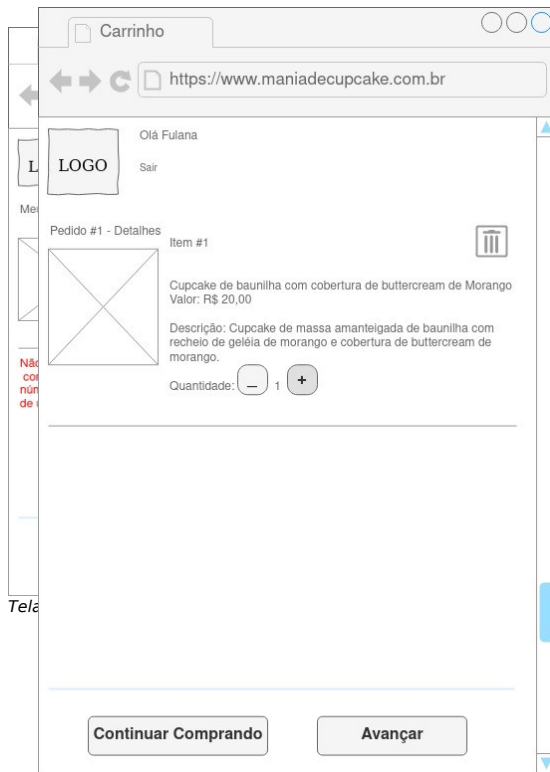 Carrinho
https://www.maniadecupcake.com.br
Olá Fulana
LOGO
Sair
Pedido #1 - Detalhes
Item #1
Cupcake de baunilha com cobertura de buttercream de Morango
Valor: R$ 20,00
Descrição: Cupcake de massa amanteigada de baunilha com
recheio de geléia de morango e cobertura de buttercream de
morango.
Quantidade: _ 1 +
Não
de
Continuar Comprando Avançar